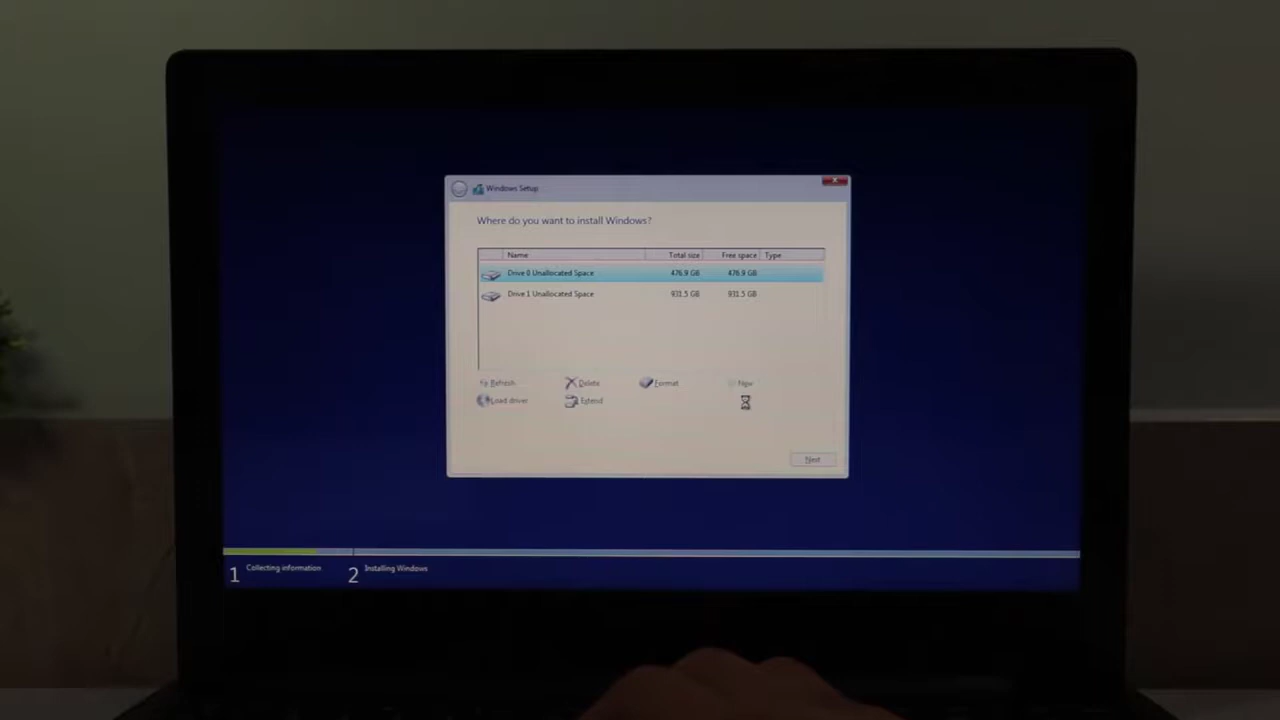 Windows Setup
Where do you want to install Windows?
Name Total size Free space Type
Drive 0 Unallocated Space 476.9 GB 476.9 GB
Drive 1 Unallocated Space 931.5 GB 931.5 GB
Refresh Delete Format New
Load driver Extend
Next
1 Collecting information 2 Installing Windows